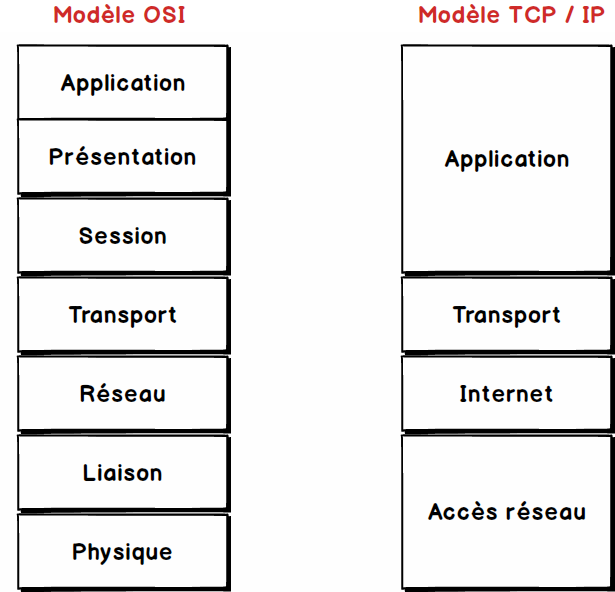 Modèle OSI
Application
Présentation
Session
Transport
Réseau
Liaison
Physique
Modèle TCP / IP
Application
Transport
Internet
Accès réseau